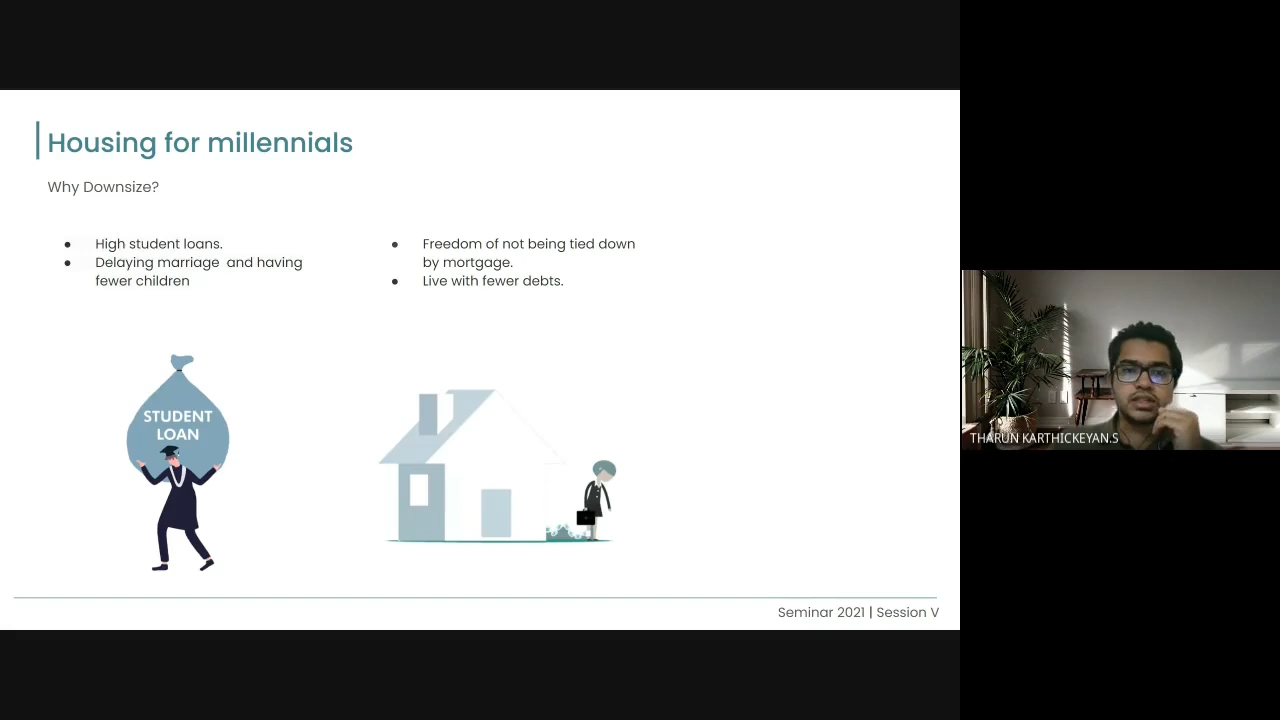 Housing for millennials
Why Downsize?
● High student loans.
● Delaying marriage and having
fewer children
● Freedom of not being tied down
by mortgage.
● Live with fewer debts.
STUDENT
LOAN
THARUN KARTHICKEYAN.S
Seminar 2021 | Session V